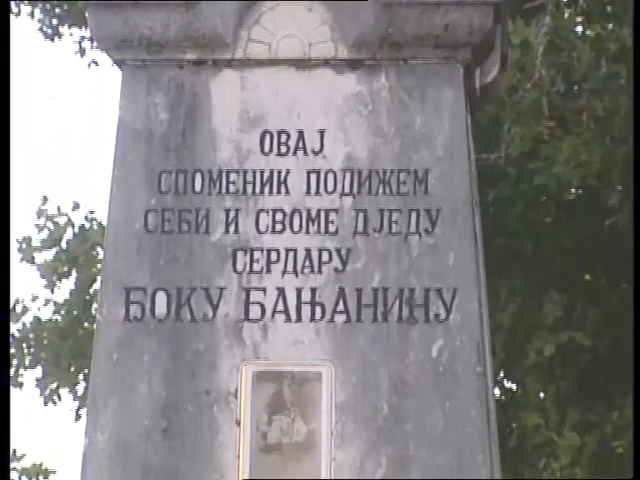 ОВАЈ
СПОМЕНИК ПОДИЖЕМ
СЕБИ И СВОМЕ ДЈЕДУ
СЕРДАРУ
БОКУ БАЊАНИНУ